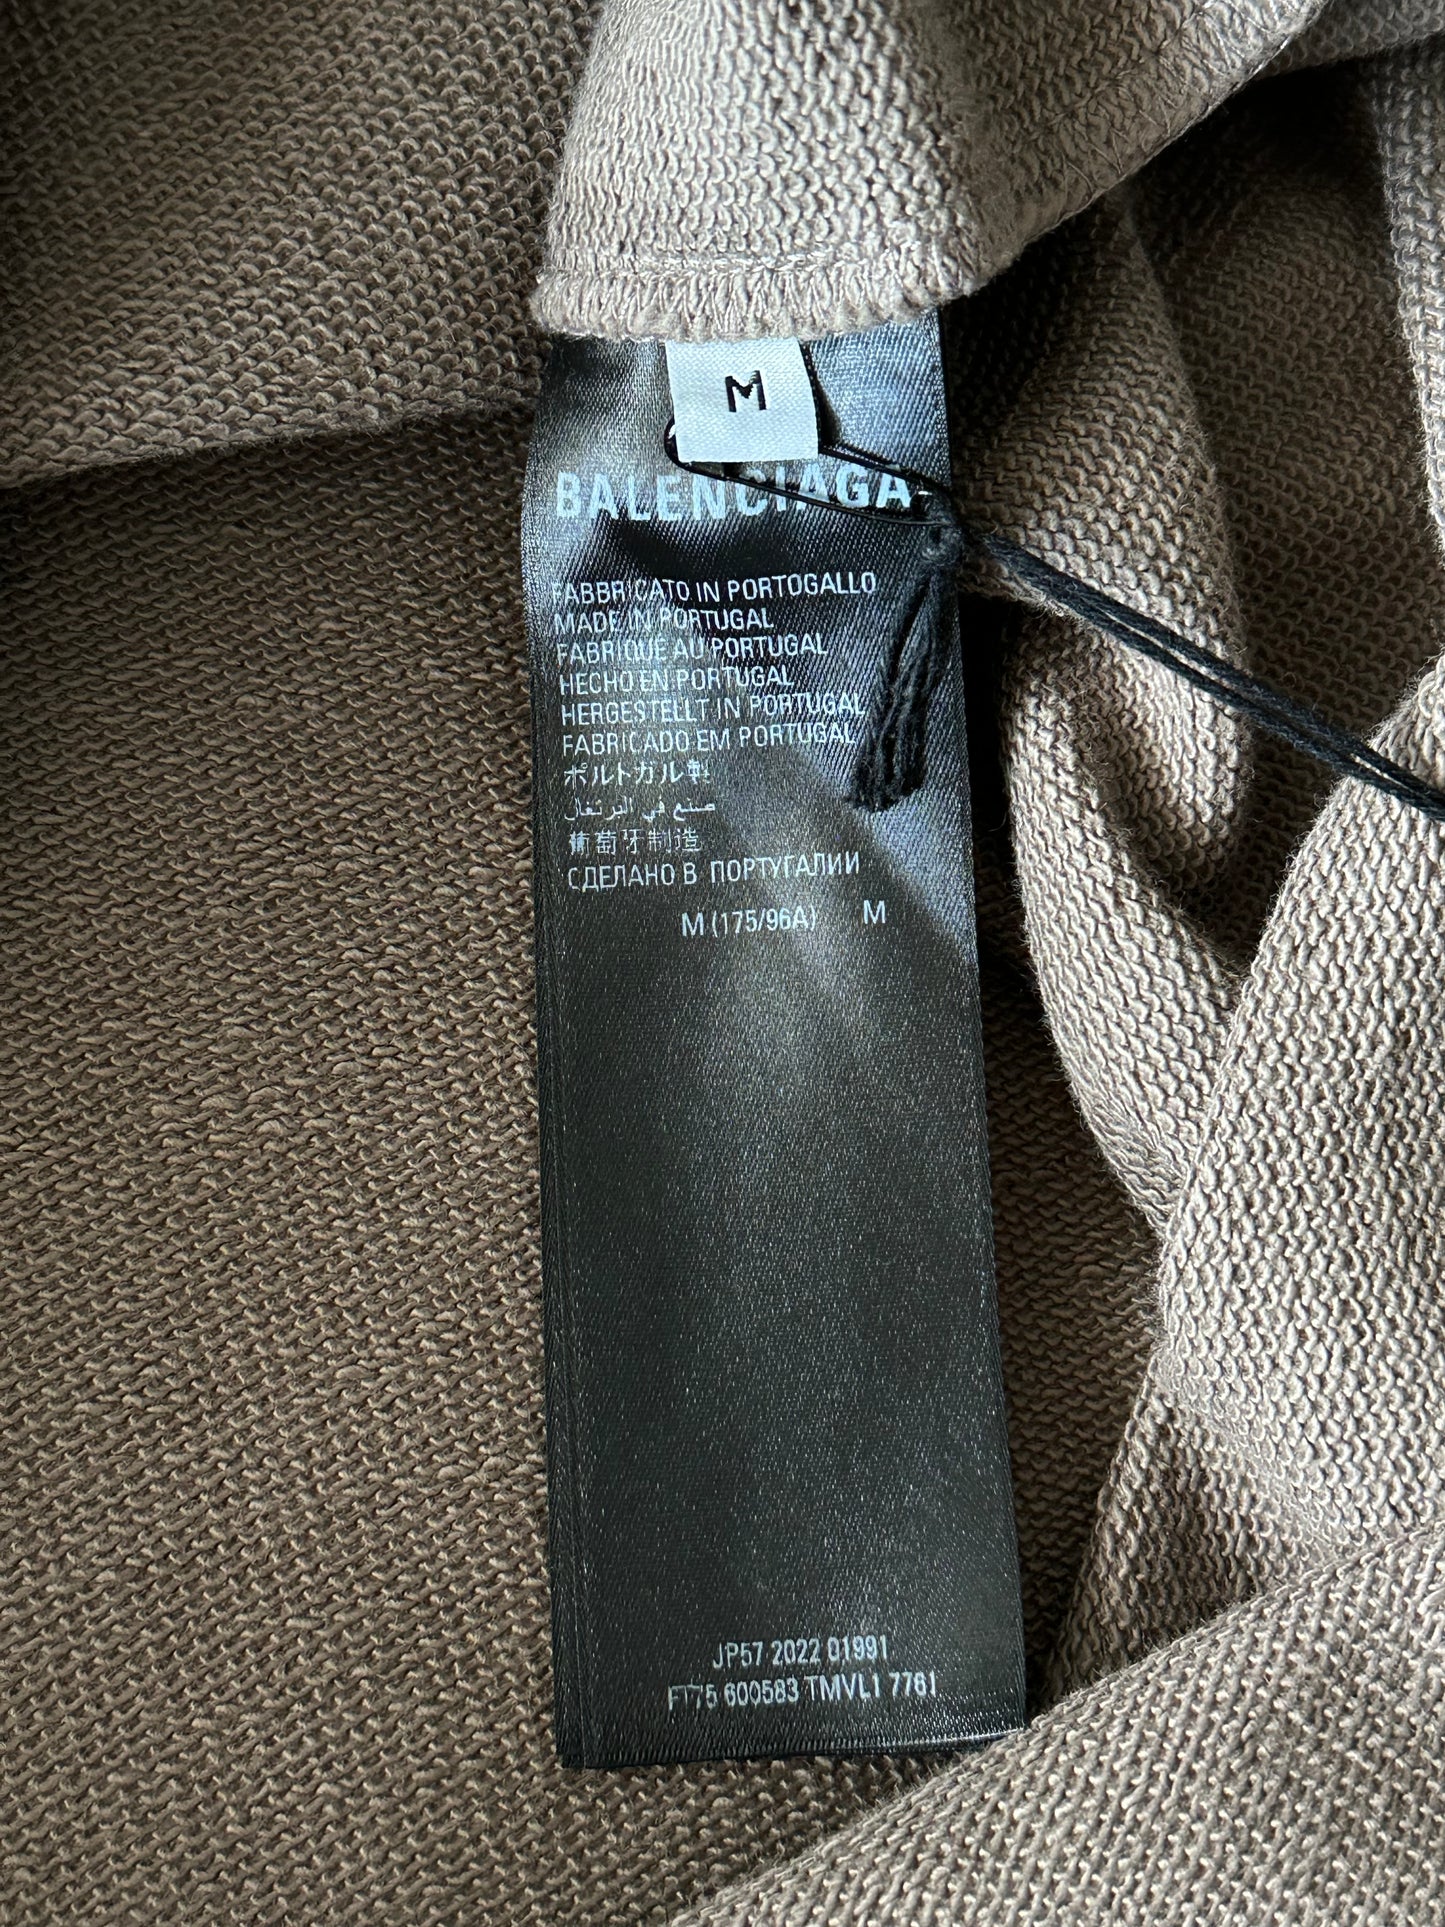 M
BALENCIAGA
FABBRICATO IN PORTOGALLO
MADE IN PORTUGAL
FABRIQUÉ AU PORTUGAL
HECHO EN PORTUGAL
HERGESTELLT IN PORTUGAL
FABRICADO EM PORTUGAL
ポルトガル製
صنع في البرتغال
葡萄牙制造
СДЕЛАНО В ПОРТУГАЛИИ
M (175/96A) M
JP57 2022 01991
FT75 600583 TMVL1 7761